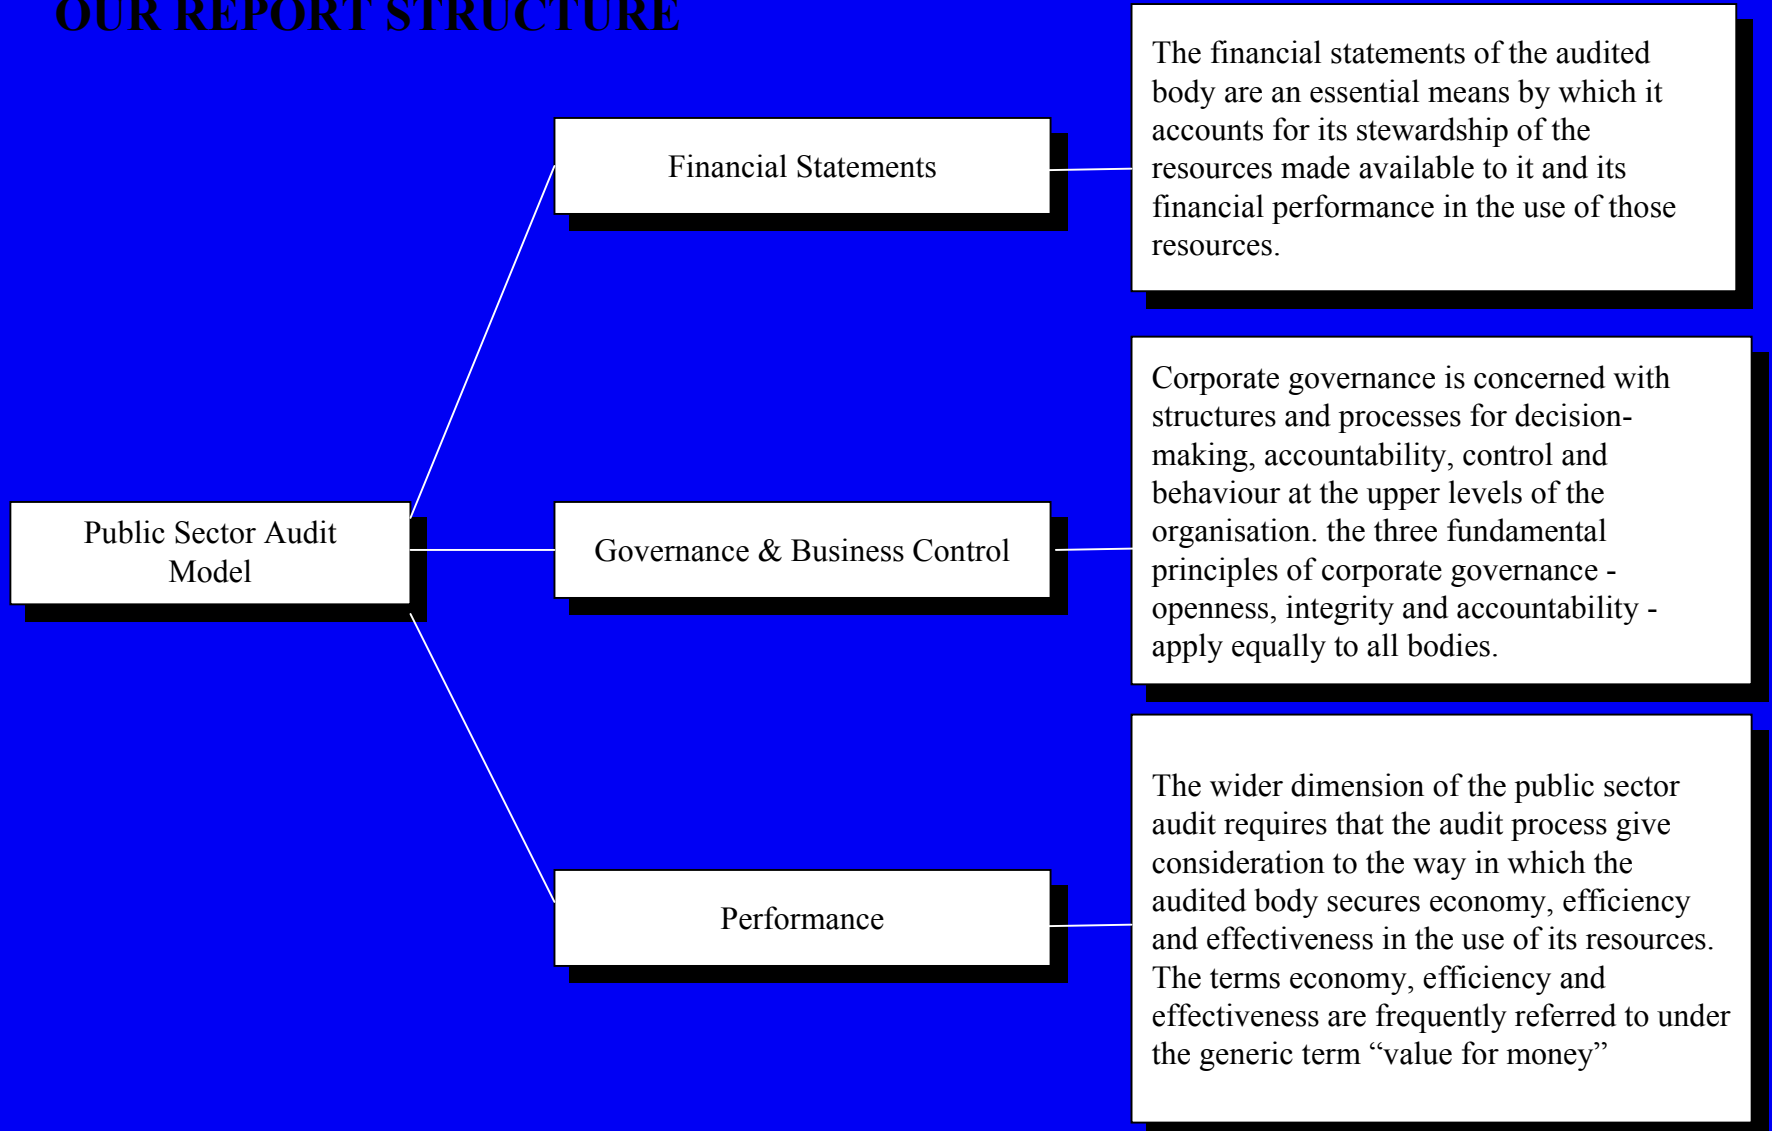 OUR REPORT STRUCTURE
Public Sector Audit
Model
Financial Statements
The financial statements of the audited
body are an essential means by which it
accounts for its stewardship of the
resources made available to it and its
financial performance in the use of those
resources.
Governance & Business Control
Corporate governance is concerned with
structures and processes for decision-
making, accountability, control and
behaviour at the upper levels of the
organisation. the three fundamental
principles of corporate governance -
openness, integrity and accountability -
apply equally to all bodies.
Performance
The wider dimension of the public sector
audit requires that the audit process give
consideration to the way in which the
audited body secures economy, efficiency
and effectiveness in the use of its resources.
The terms economy, efficiency and
effectiveness are frequently referred to under
the generic term “value for money”